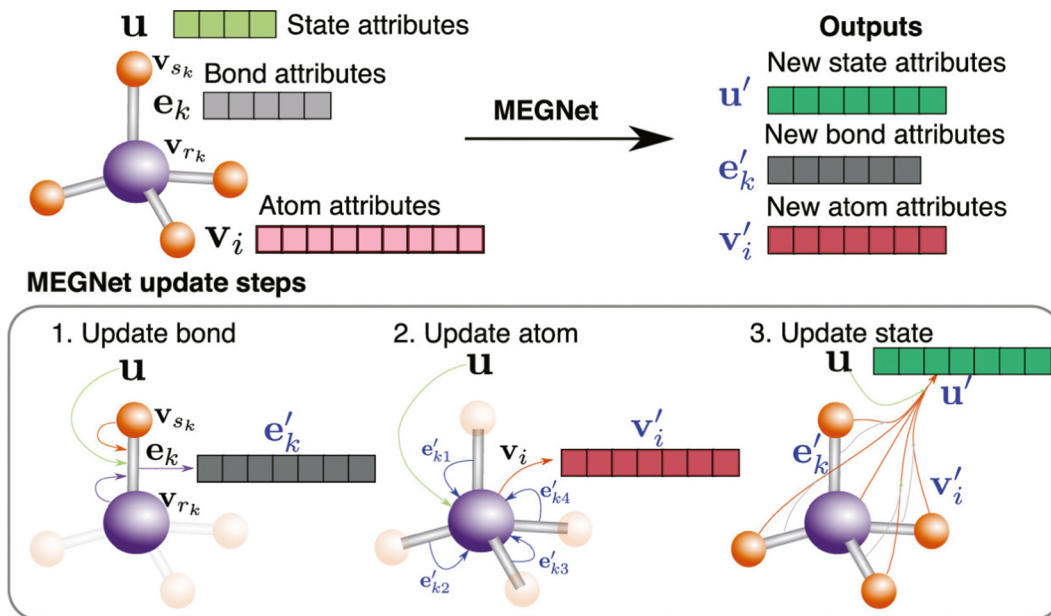 u State attributes
v_{s_k}
Bond attributes
e_k
v_{r_k}
Atom attributes
v_i
MEGNet
Outputs
New state attributes
u′
New bond attributes
e′_k
New atom attributes
v′_i
MEGNet update steps
1. Update bond
u
v_{s_k}
e_k
e′_k
v_{r_k}
2. Update atom
u
e′_{k1}
v_i
v′_i
e′_{k4}
e′_{k2}
e′_{k3}
3. Update state
u
u′
e′_k
v′_i